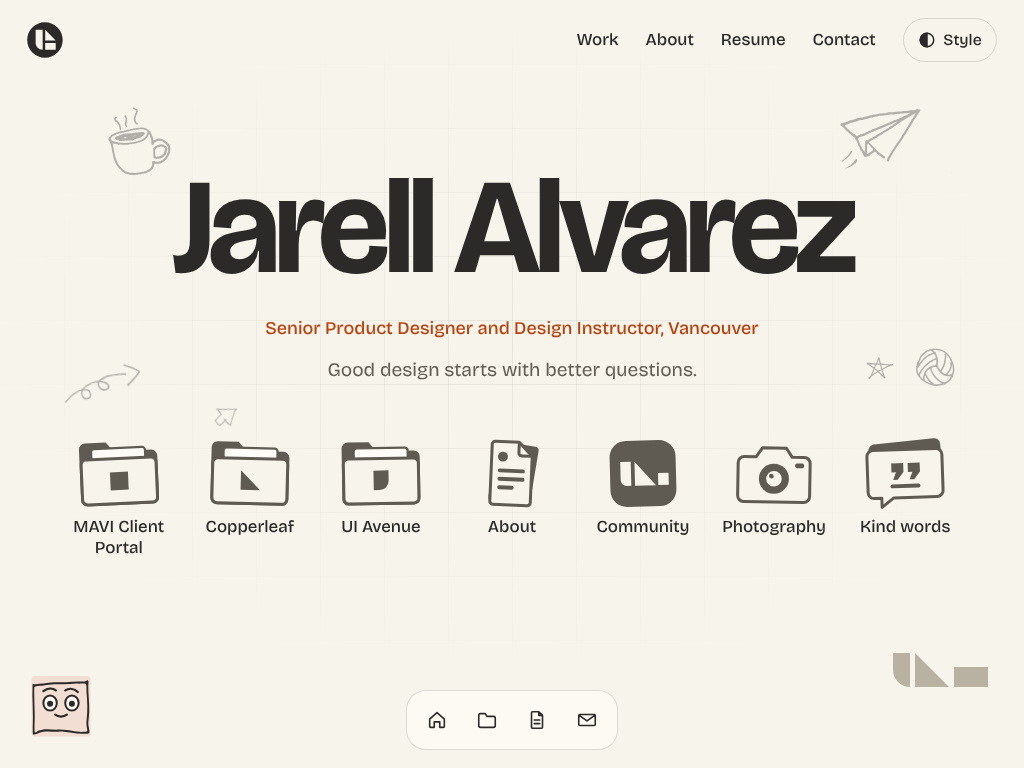 Work
About
Resume
Contact
Style
Jarell Alvarez
Senior Product Designer and Design Instructor, Vancouver
Good design starts with better questions.
MAVI Client
Portal
Copperleaf
UI Avenue
About
Community
Photography
Kind words